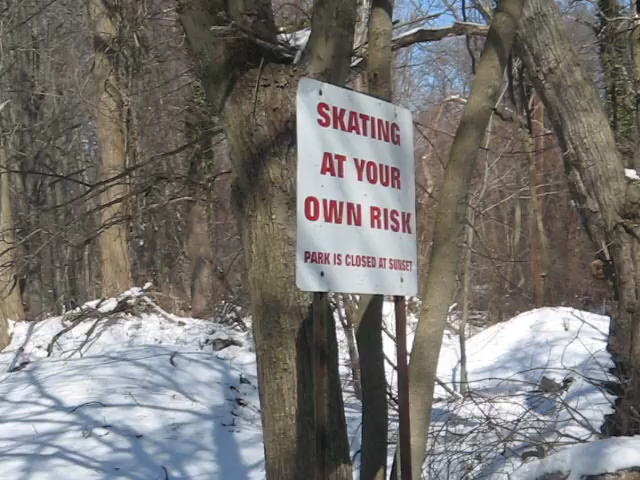 SKATING
AT YOUR
OWN RISK
PARK IS CLOSED AT SUNSET